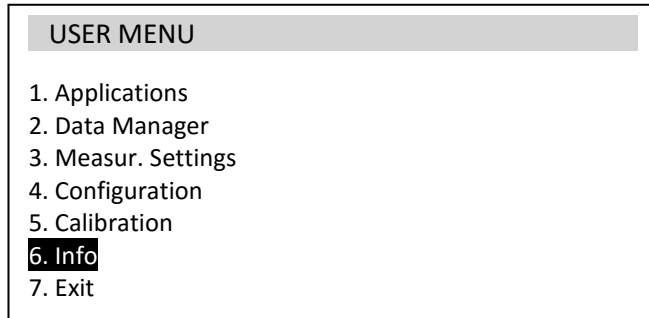 USER MENU
1. Applications
2. Data Manager
3. Measur. Settings
4. Configuration
5. Calibration
6. Info
7. Exit